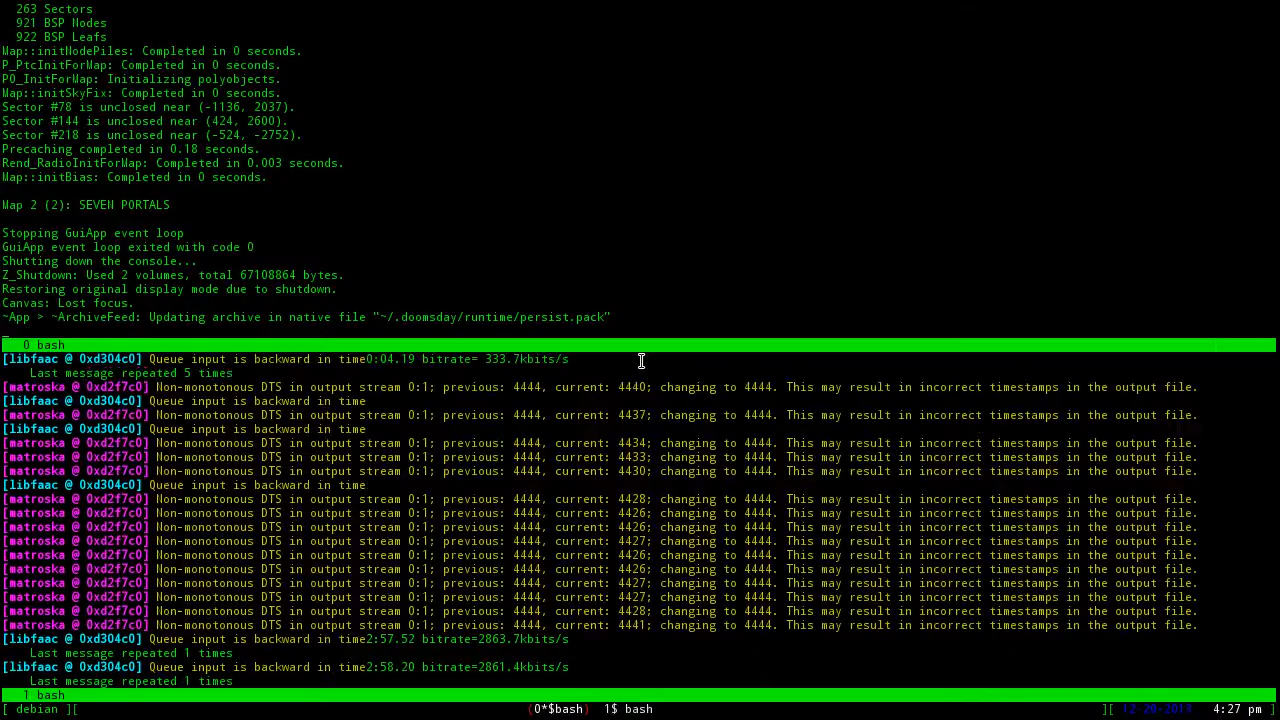 263 Sectors
921 BSP Nodes
922 BSP Leafs
Map::initNodePiles: Completed in 0 seconds.
P_PtcInitForMap: Completed in 0 seconds.
PO_InitForMap: Initializing polyobjects.
Map::initSkyFix: Completed in 0 seconds.
Sector #78 is unclosed near (-1136, 2037).
Sector #144 is unclosed near (424, 2600).
Sector #218 is unclosed near (-524, -2752).
Precaching completed in 0.18 seconds.
Rend_RadioInitForMap: Completed in 0.003 seconds.
Map::initBias: Completed in 0 seconds.
Map 2 (2): SEVEN PORTALS
Stopping GuiApp event loop
GuiApp event loop exited with code 0
Shutting down the console...
Z_Shutdown: Used 2 volumes, total 67108864 bytes.
Restoring original display mode due to shutdown.
Canvas: Lost focus.
~App > ~ArchiveFeed: Updating archive in native file "~/.doomsday/runtime/persist.pack"
_
0 bash
[libfaac @ 0xd304c0] Queue input is backward in time0:04.19 bitrate= 333.7kbits/s
Last message repeated 5 times
[matroska @ 0xd2f7c0] Non-monotonous DTS in output stream 0:1; previous: 4444, current: 4440; changing to 4444. This may result in incorrect timestamps in the output file.
[libfaac @ 0xd304c0] Queue input is backward in time
[matroska @ 0xd2f7c0] Non-monotonous DTS in output stream 0:1; previous: 4444, current: 4437; changing to 4444. This may result in incorrect timestamps in the output file.
[libfaac @ 0xd304c0] Queue input is backward in time
[matroska @ 0xd2f7c0] Non-monotonous DTS in output stream 0:1; previous: 4444, current: 4434; changing to 4444. This may result in incorrect timestamps in the output file.
[matroska @ 0xd2f7c0] Non-monotonous DTS in output stream 0:1; previous: 4444, current: 4433; changing to 4444. This may result in incorrect timestamps in the output file.
[matroska @ 0xd2f7c0] Non-monotonous DTS in output stream 0:1; previous: 4444, current: 4430; changing to 4444. This may result in incorrect timestamps in the output file.
[libfaac @ 0xd304c0] Queue input is backward in time
[matroska @ 0xd2f7c0] Non-monotonous DTS in output stream 0:1; previous: 4444, current: 4428; changing to 4444. This may result in incorrect timestamps in the output file.
[matroska @ 0xd2f7c0] Non-monotonous DTS in output stream 0:1; previous: 4444, current: 4426; changing to 4444. This may result in incorrect timestamps in the output file.
[matroska @ 0xd2f7c0] Non-monotonous DTS in output stream 0:1; previous: 4444, current: 4426; changing to 4444. This may result in incorrect timestamps in the output file.
[matroska @ 0xd2f7c0] Non-monotonous DTS in output stream 0:1; previous: 4444, current: 4427; changing to 4444. This may result in incorrect timestamps in the output file.
[matroska @ 0xd2f7c0] Non-monotonous DTS in output stream 0:1; previous: 4444, current: 4426; changing to 4444. This may result in incorrect timestamps in the output file.
[matroska @ 0xd2f7c0] Non-monotonous DTS in output stream 0:1; previous: 4444, current: 4426; changing to 4444. This may result in incorrect timestamps in the output file.
[matroska @ 0xd2f7c0] Non-monotonous DTS in output stream 0:1; previous: 4444, current: 4427; changing to 4444. This may result in incorrect timestamps in the output file.
[matroska @ 0xd2f7c0] Non-monotonous DTS in output stream 0:1; previous: 4444, current: 4427; changing to 4444. This may result in incorrect timestamps in the output file.
[matroska @ 0xd2f7c0] Non-monotonous DTS in output stream 0:1; previous: 4444, current: 4428; changing to 4444. This may result in incorrect timestamps in the output file.
[matroska @ 0xd2f7c0] Non-monotonous DTS in output stream 0:1; previous: 4444, current: 4441; changing to 4444. This may result in incorrect timestamps in the output file.
[libfaac @ 0xd304c0] Queue input is backward in time2:57.52 bitrate=2863.7kbits/s
Last message repeated 1 times
[libfaac @ 0xd304c0] Queue input is backward in time2:58.20 bitrate=2861.4kbits/s
Last message repeated 1 times
1 bash
[ debian ][ (0*$bash) 1$ bash ][ 4:27 pm ]